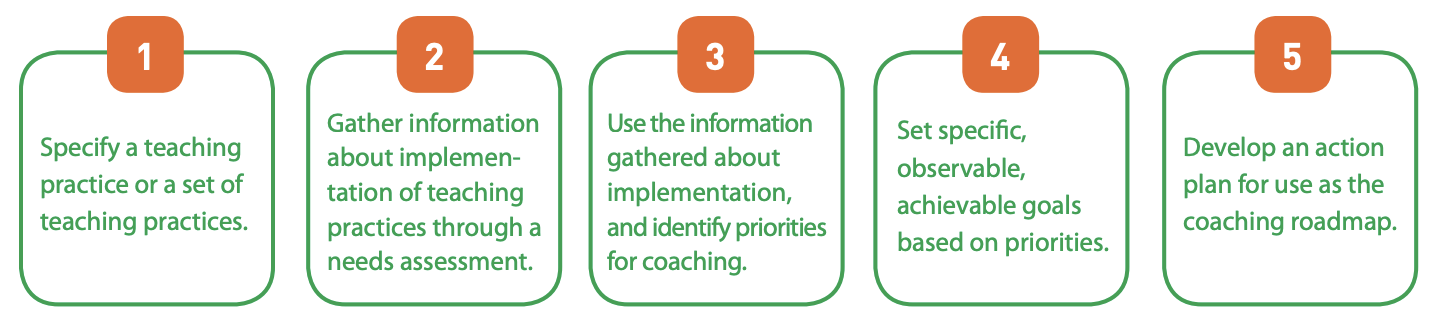 1
Specify a teaching
practice or a set of
teaching practices.
2
Gather information
about implemen-
tation of teaching
practices through a
needs assessment.
3
Use the information
gathered about
implementation,
and identify priorities
for coaching.
4
Set specific,
observable,
achievable goals
based on priorities.
5
Develop an action
plan for use as the
coaching roadmap.